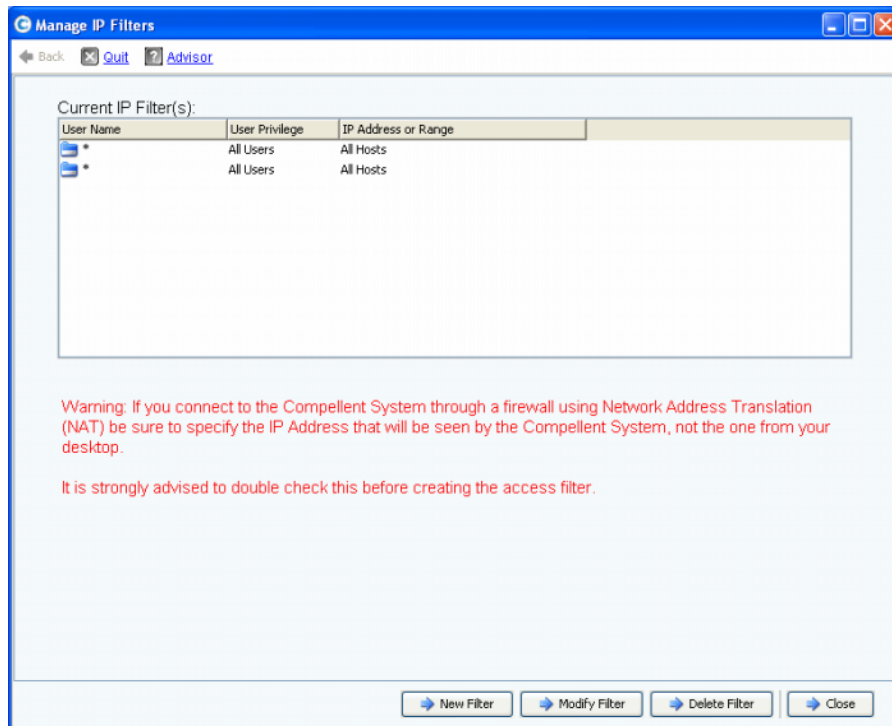 Manage IP Filters
Back Quit ? Advisor
Current IP Filter(s):
User Name User Privilege IP Address or Range
* All Users All Hosts
* All Users All Hosts
Warning: If you connect to the Compellent System through a firewall using Network Address Translation
(NAT) be sure to specify the IP Address that will be seen by the Compellent System, not the one from your
desktop.
It is strongly advised to double check this before creating the access filter.
New Filter Modify Filter Delete Filter Close